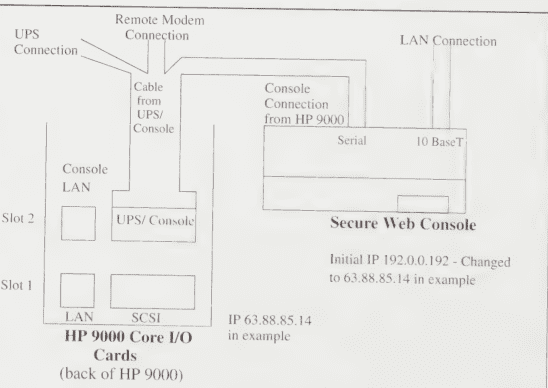 Remote Modem
Connection
UPS
Connection
LAN Connection
Cable
from
UPS/
Console
Console
Connection
from HP 9000
Serial
10 BaseT
Console
LAN
Slot 2
UPS/ Console
Secure Web Console
Initial IP 192.0.0.192 - Changed
to 63.88.85.14 in example
Slot 1
LAN
SCSI
IP 63.88.85.14
in example
HP 9000 Core I/O
Cards
(back of HP 9000)